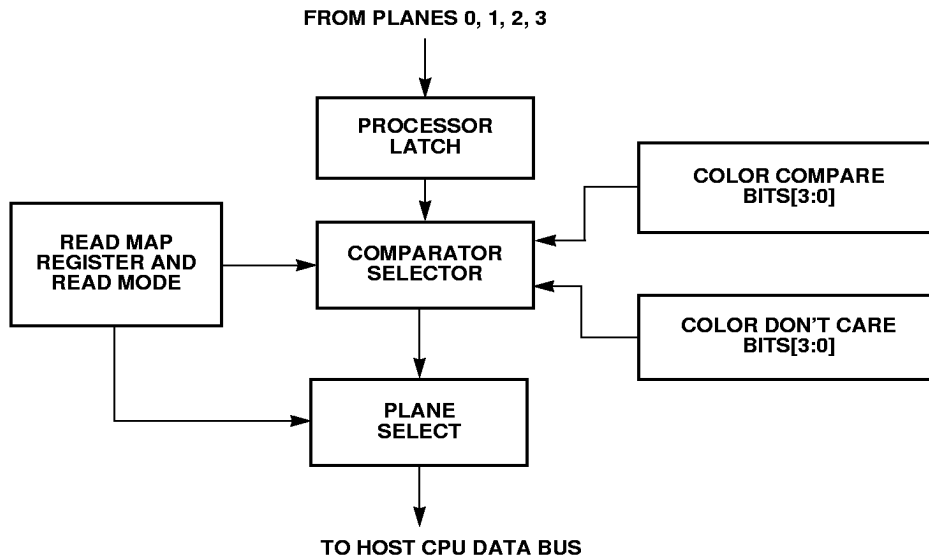 FROM PLANES 0, 1, 2, 3
PROCESSOR
LATCH
COLOR COMPARE
BITS[3:0]
READ MAP
REGISTER AND
READ MODE
COMPARATOR
SELECTOR
COLOR DON'T CARE
BITS[3:0]
PLANE
SELECT
TO HOST CPU DATA BUS